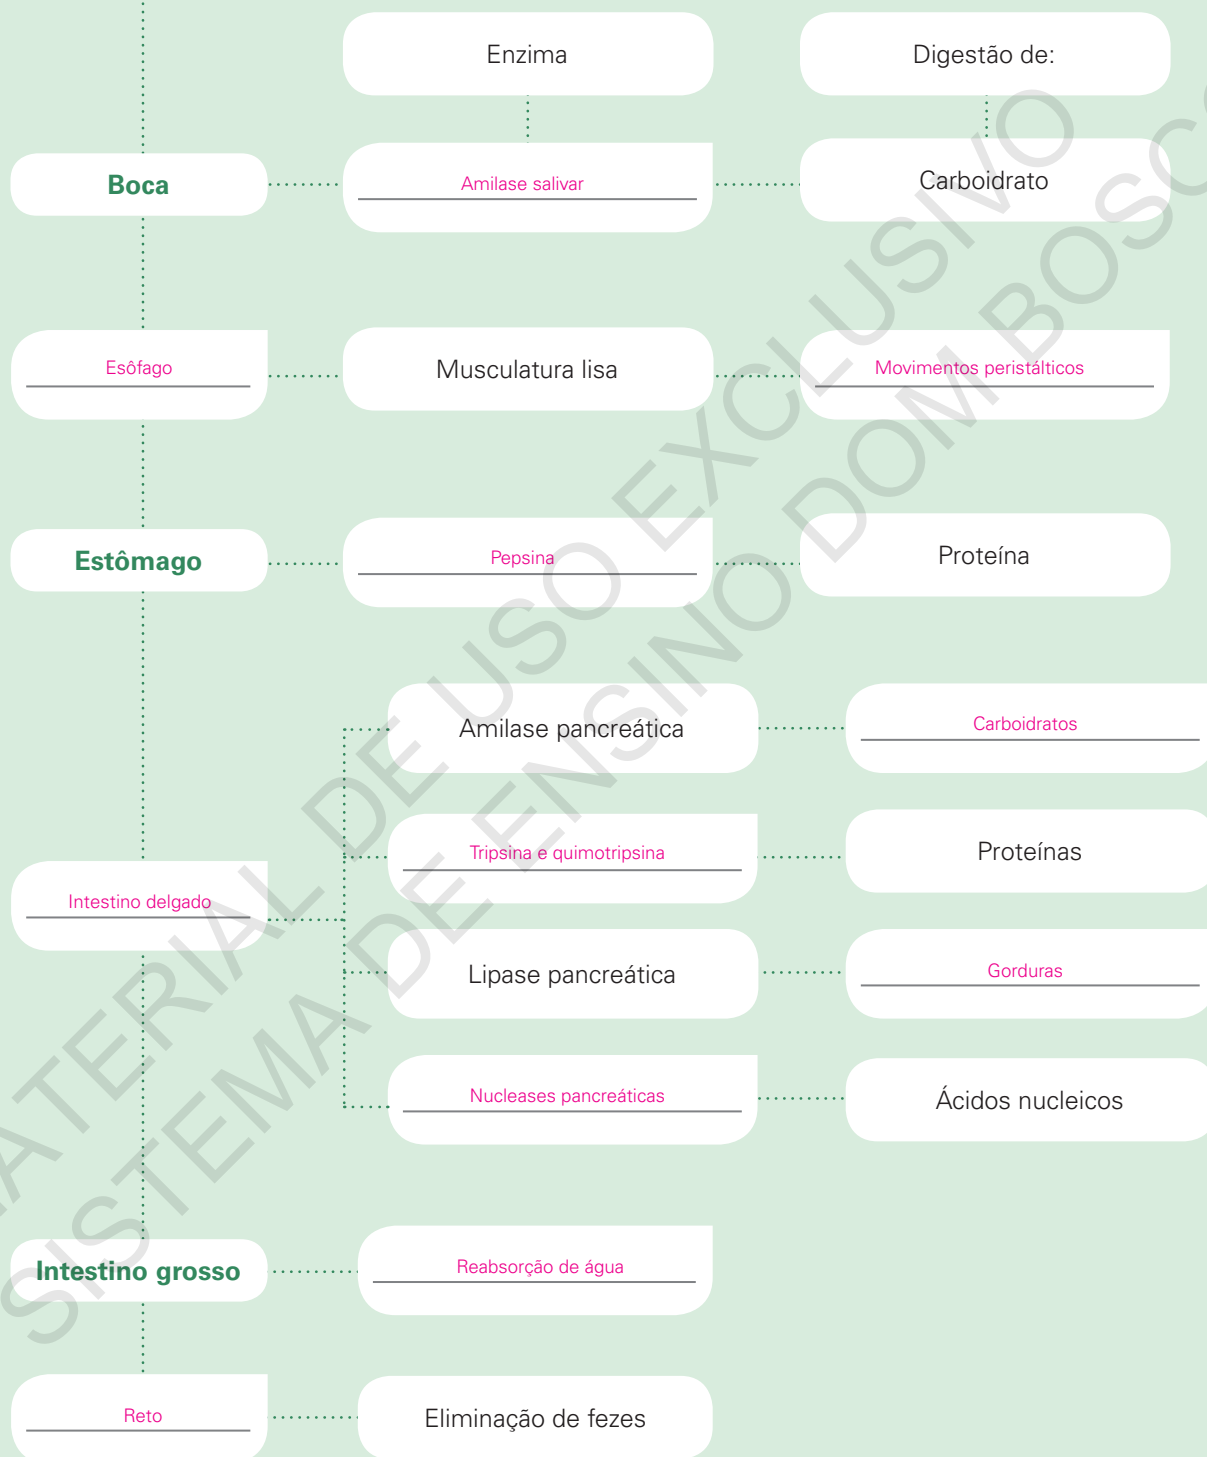 Enzima
Digestão de:
Boca
Amilase salivar
Carboidrato
Esôfago
Musculatura lisa
Movimentos peristálticos
Estômago
Pepsina
Proteína
Amilase pancreática
Carboidratos
Tripsina e quimotripsina
Proteínas
Intestino delgado
Lipase pancreática
Gorduras
Nucleases pancreáticas
Ácidos nucleicos
Intestino grosso
Reabsorção de água
Reto
Eliminação de fezes
MATERIAL DE USO EXCLUSIVO
SISTEMA DE ENSINO DOM BOSCO